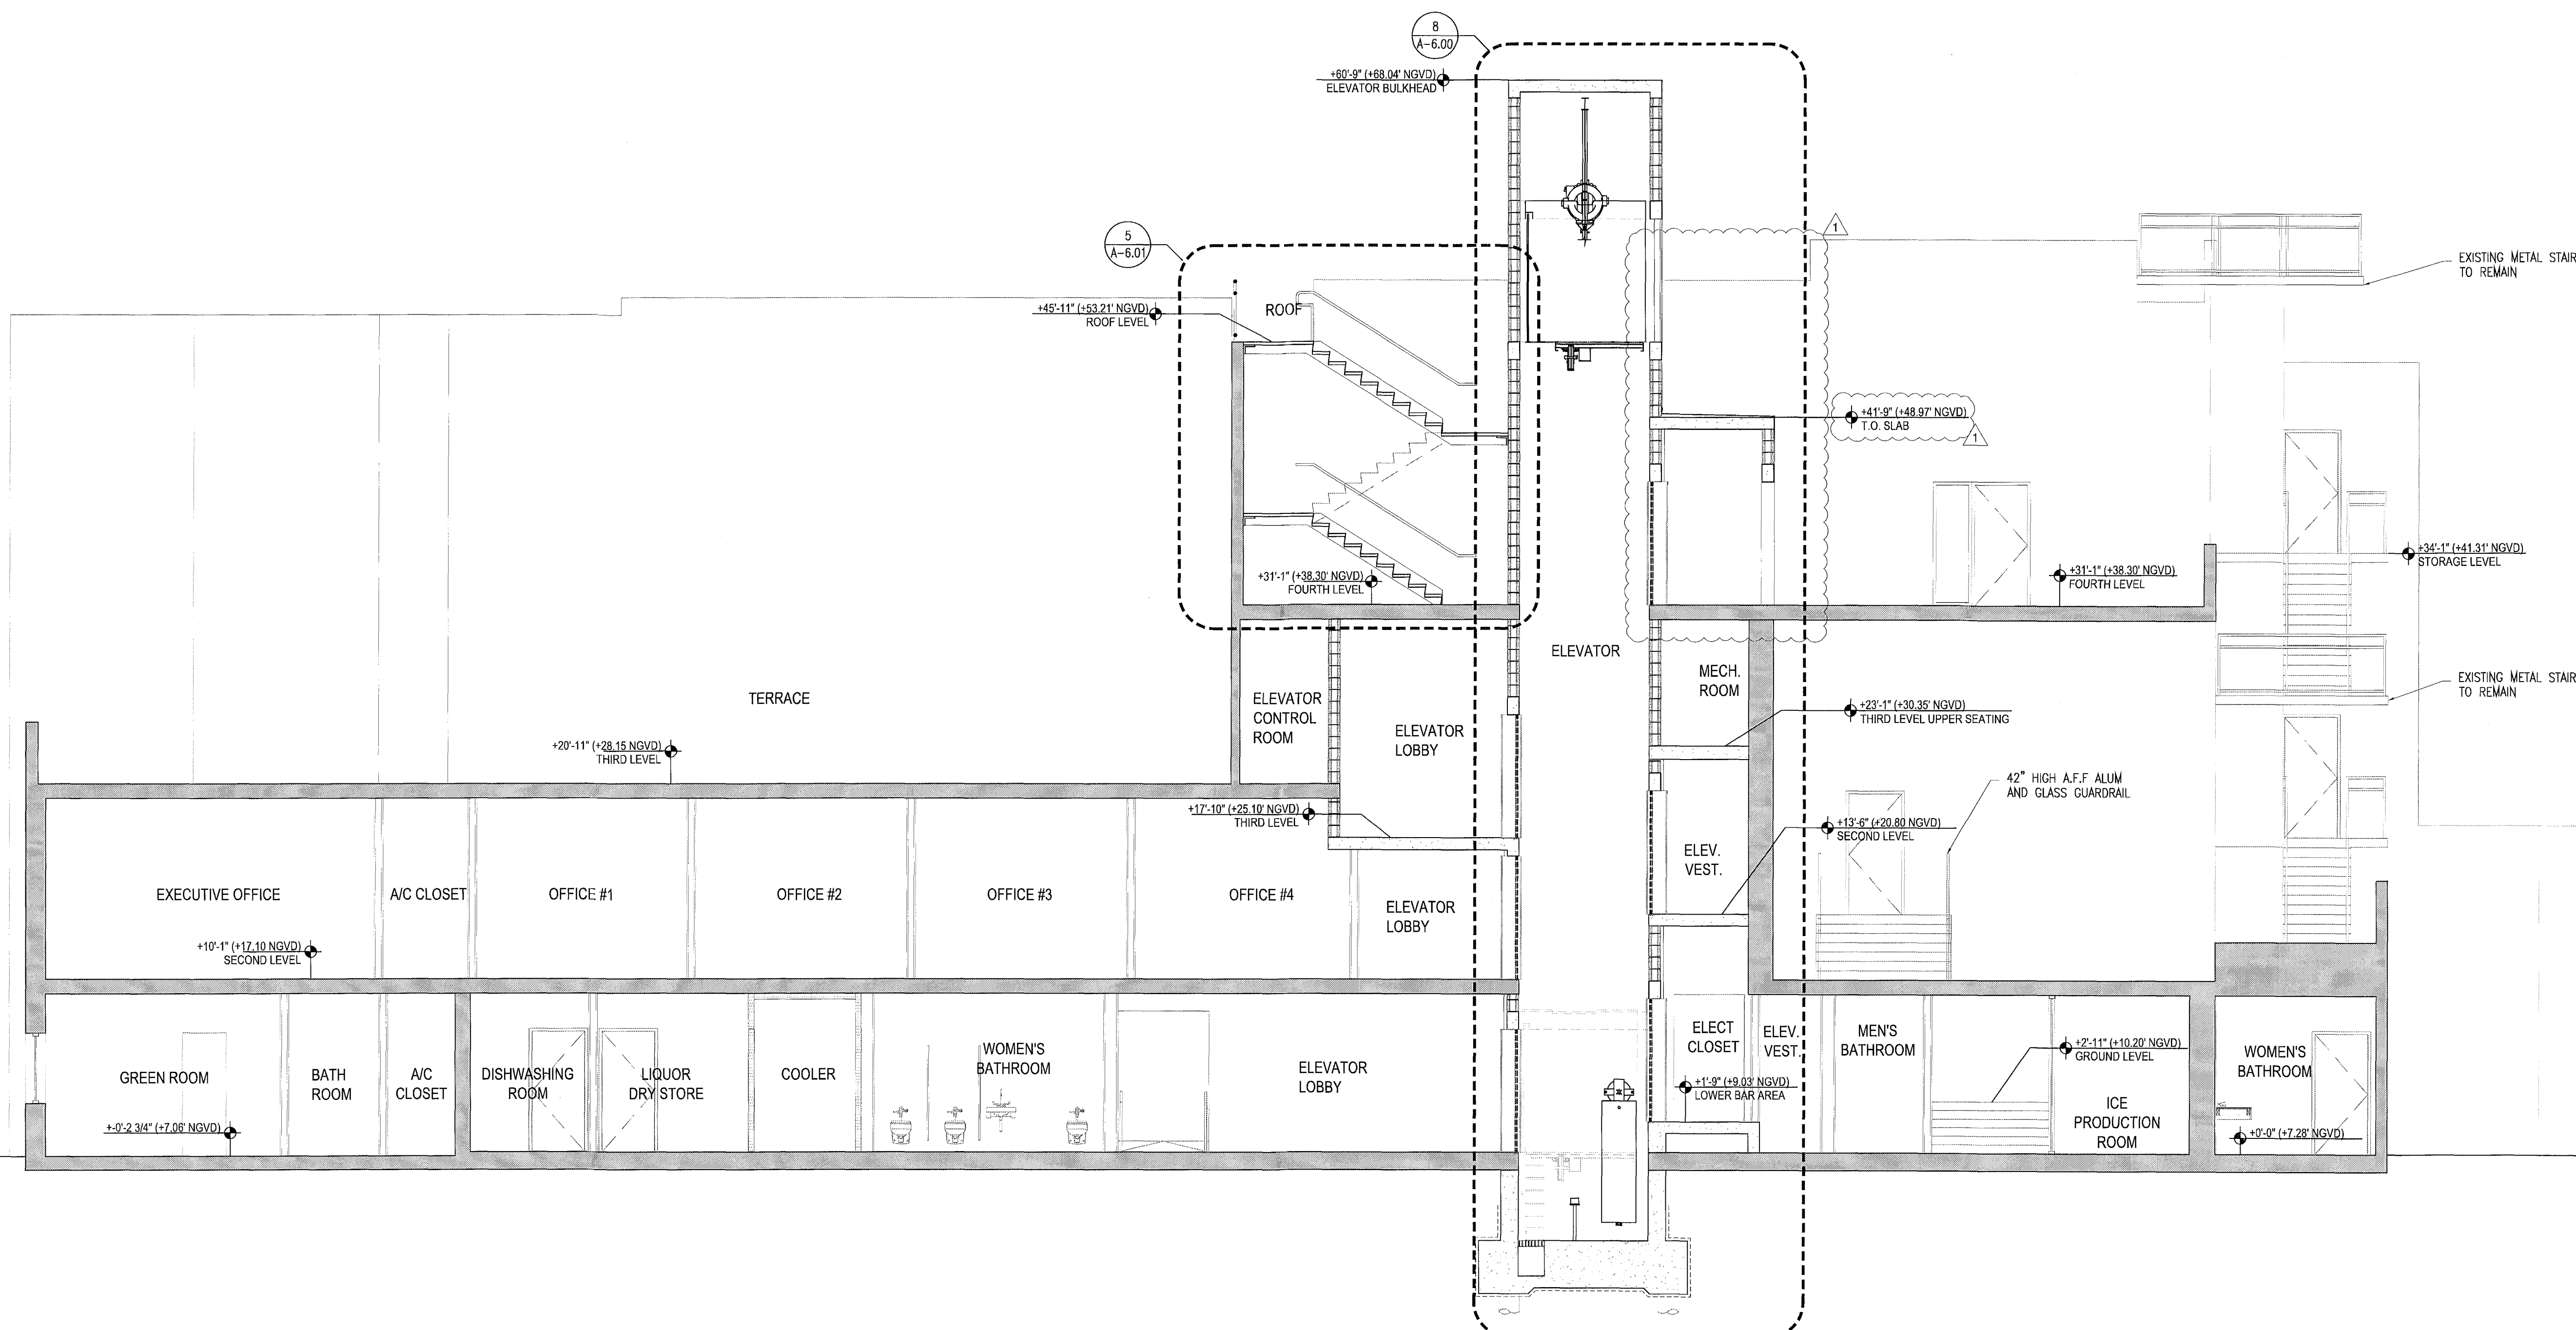 8
A-6.00
+60'-9" (+68.04' NGVD)
ELEVATOR BULKHEAD
1
5
A-6.01
EXISTING METAL STAIR
TO REMAIN
+45'-11" (+53.21' NGVD)
ROOF LEVEL
ROOF
+41'-9" (+48.97' NGVD)
T.O. SLAB
1
+34'-1" (+41.31' NGVD)
STORAGE LEVEL
+31'-1" (+38.30' NGVD)
FOURTH LEVEL
+31'-1" (+38.30' NGVD)
FOURTH LEVEL
ELEVATOR
MECH.
ROOM
EXISTING METAL STAIR
TO REMAIN
TERRACE
ELEVATOR
CONTROL
ROOM
ELEVATOR
LOBBY
+23'-1" (+30.35' NGVD)
THIRD LEVEL UPPER SEATING
+20'-11" (+28.15 NGVD)
THIRD LEVEL
42" HIGH A.F.F ALUM
AND GLASS GUARDRAIL
+17'-10" (+25.10' NGVD)
THIRD LEVEL
+13'-6" (+20.80 NGVD)
SECOND LEVEL
ELEV.
VEST.
EXECUTIVE OFFICE
A/C CLOSET
OFFICE #1
OFFICE #2
OFFICE #3
OFFICE #4
ELEVATOR
LOBBY
+10'-1" (+17.10 NGVD)
SECOND LEVEL
ELECT
CLOSET
ELEV.
VEST.
MEN'S
BATHROOM
+2'-11" (+10.20' NGVD)
GROUND LEVEL
WOMEN'S
BATHROOM
GREEN ROOM
BATH
ROOM
A/C
CLOSET
DISHWASHING
ROOM
LIQUOR
DRY STORE
COOLER
WOMEN'S
BATHROOM
ELEVATOR
LOBBY
+1'-9" (+9.03' NGVD)
LOWER BAR AREA
ICE
PRODUCTION
ROOM
+-0'-2 3/4" (+7.06' NGVD)
+0'-0" (+7.28' NGVD)